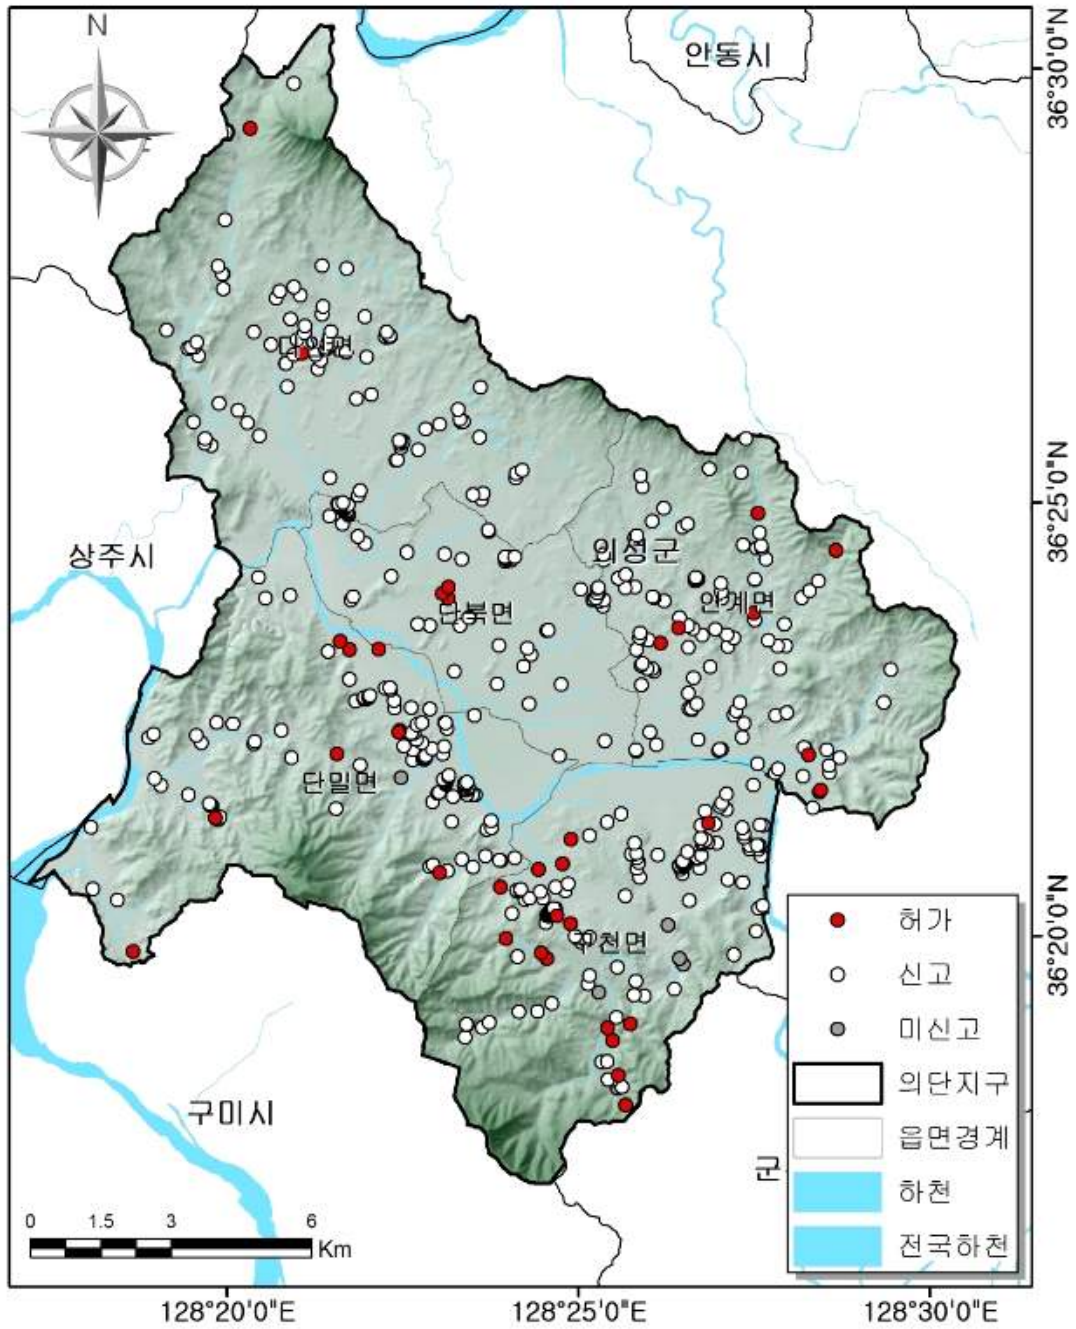 N
안동시
36°30'0"N
다인면
36°25'0"N
상주시
의성군
안계면
단북면
단밀면
구천면
36°20'0"N
허가
신고
미신고
의단지구
읍면경계
하천
전국하천
구미시
군
0 1.5 3 6
Km
128°20'0"E 128°25'0"E 128°30'0"E